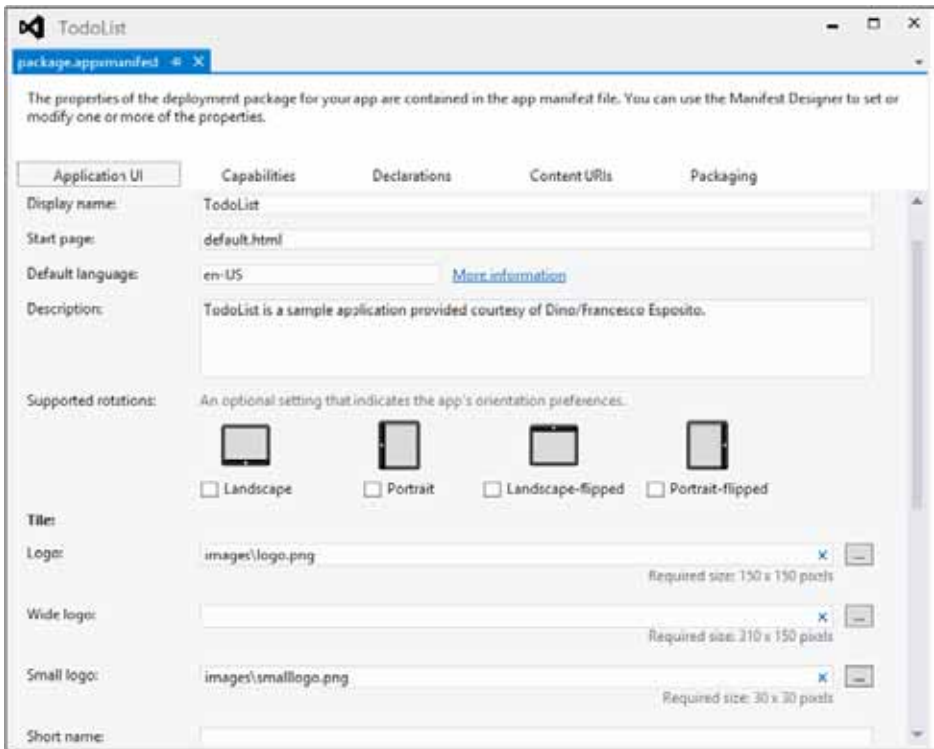 TodoList
package.appxmanifest
The properties of the deployment package for your app are contained in the app manifest file. You can use the Manifest Designer to set or
modify one or more of the properties.
Application UI Capabilities Declarations Content URIs Packaging
Display name: TodoList
Start page: default.html
Default language: en-US More information
Description: TodoList is a sample application provided courtesy of Dino/Francesco Esposito.
Supported rotations: An optional setting that indicates the app's orientation preferences.
Landscape Portrait Landscape-flipped Portrait-flipped
Tile:
Logo: images\logo.png ...
Required size: 150 x 150 pixels
Wide logo: ...
Required size: 310 x 150 pixels
Small logo: images\smalllogo.png ...
Required size: 30 x 30 pixels
Short name: